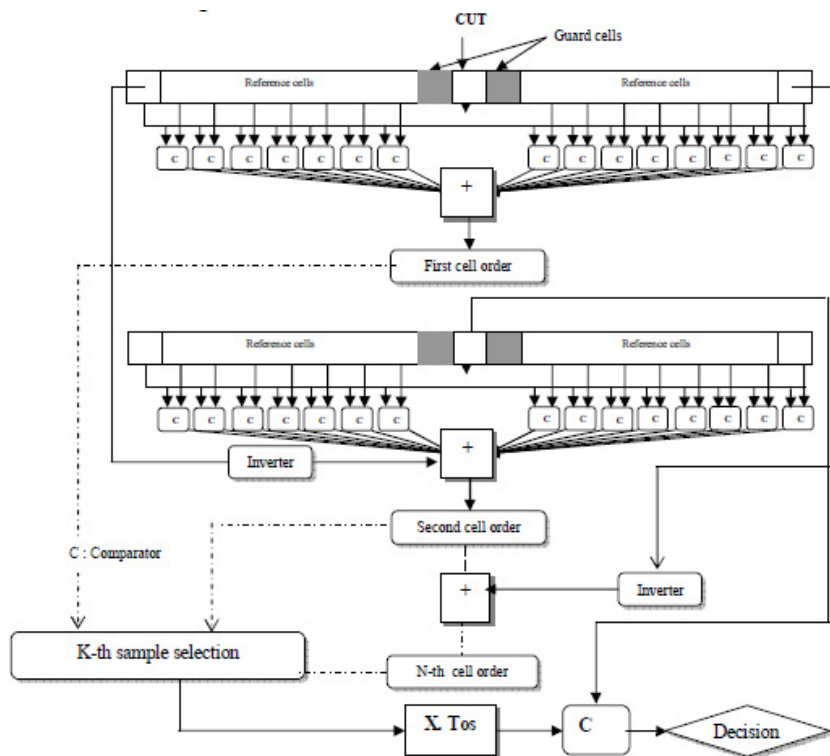 CUT
Guard cells
Reference cells
Reference cells
C C C C C C C C C C C C C C C
+
First cell order
Reference cells
Reference cells
C C C C C C C C C C C C C C C
Inverter
+
Second cell order
C : Comparator
+
Inverter
K-th sample selection
N-th cell order
X. Tos
C
Decision